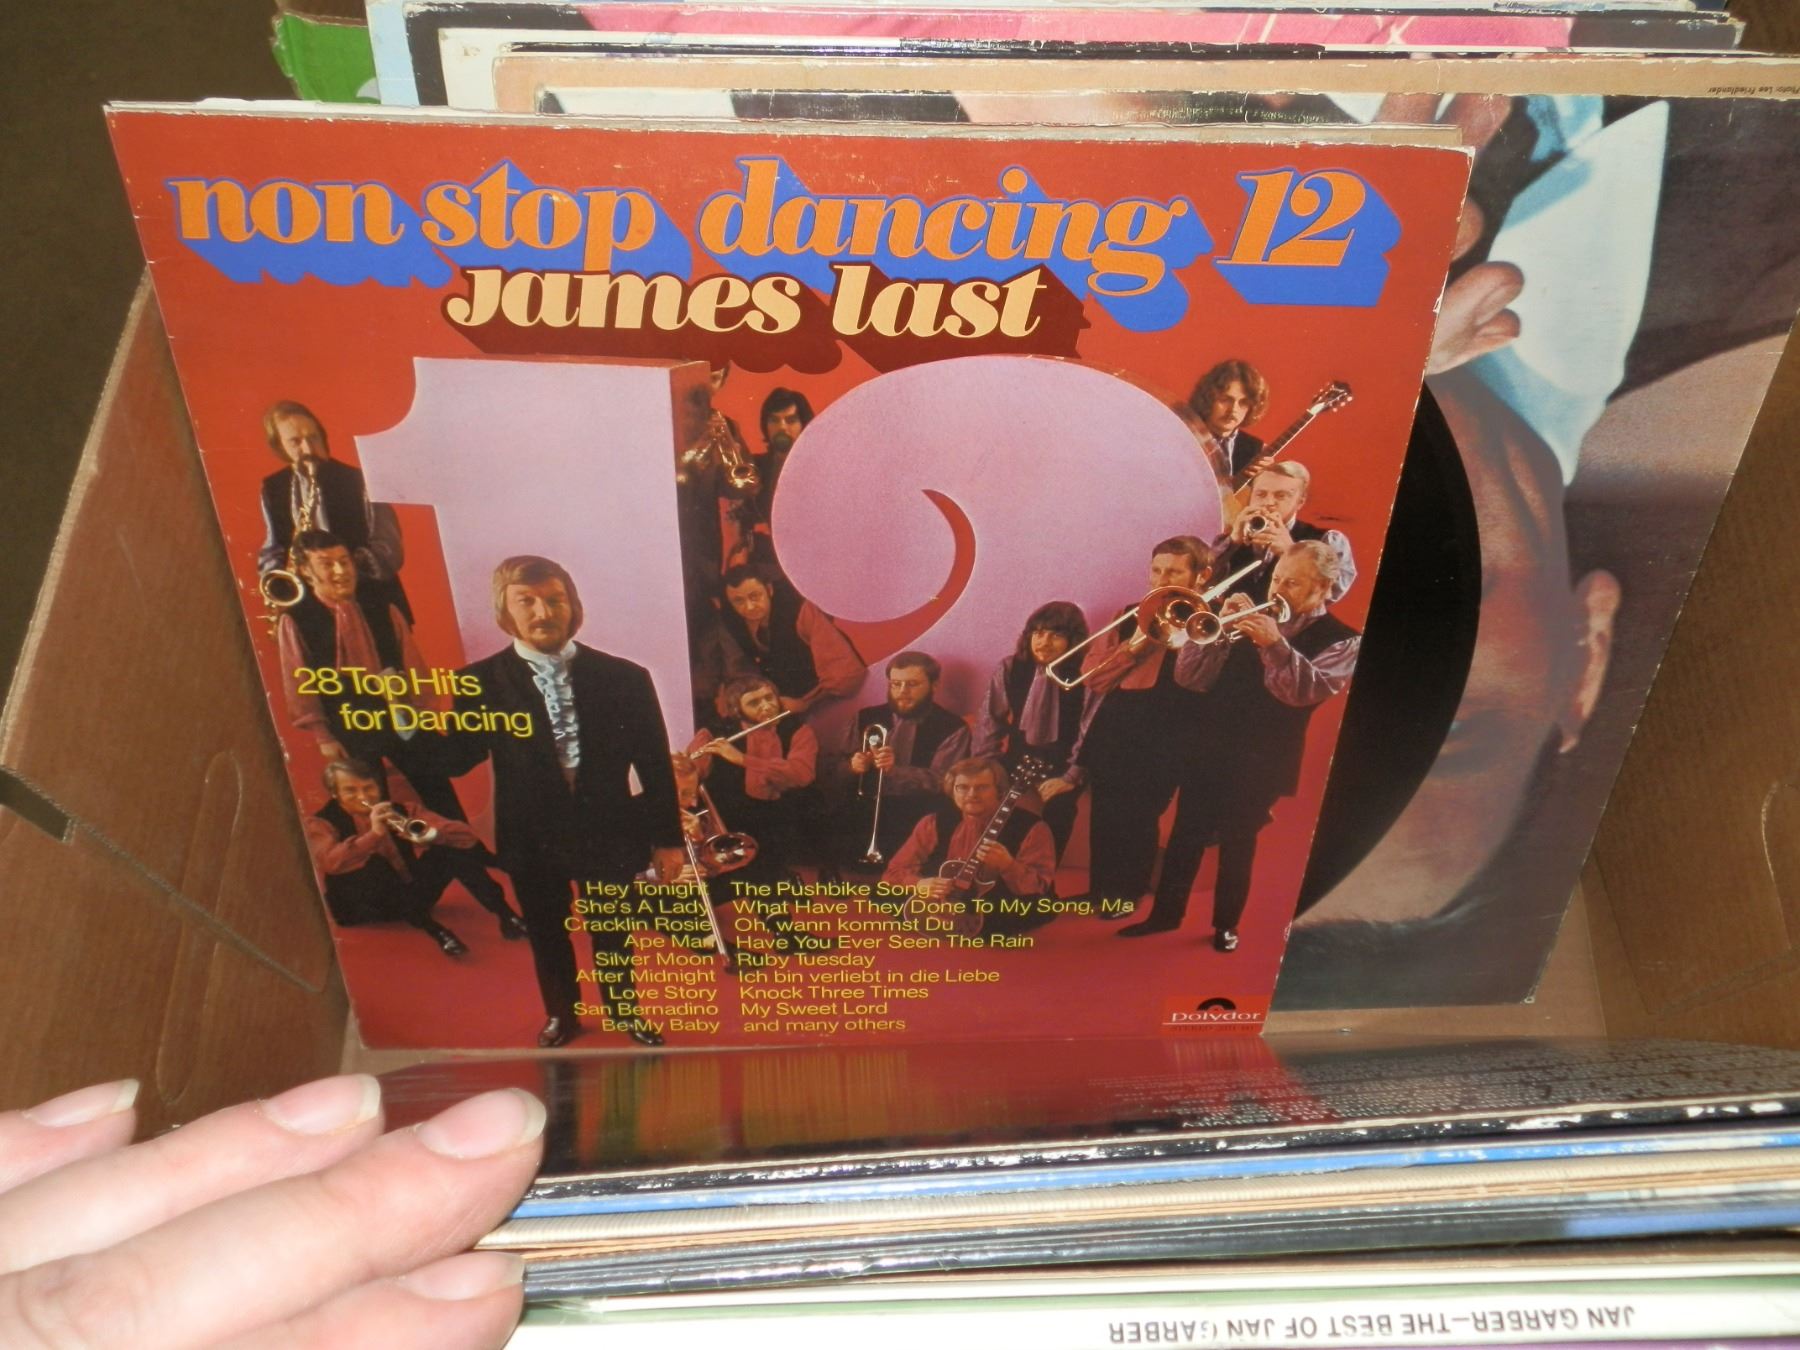 Photo: Lee Friedlander
non stop dancing 12
james last
28 Top Hits
for Dancing
Hey Tonight
She's A Lady
Cracklin Rosie
Ape Man
Silver Moon
After Midnight
Love Story
San Bernadino
Be My Baby
The Pushbike Song
What Have They Done To My Song, Ma
Oh, wann kommst Du
Have You Ever Seen The Rain
Ruby Tuesday
Ich bin verliebt in die Liebe
Knock Three Times
My Sweet Lord
and many others
polydor
STEREO
JAN GARBER—THE BEST OF JAN GARBER